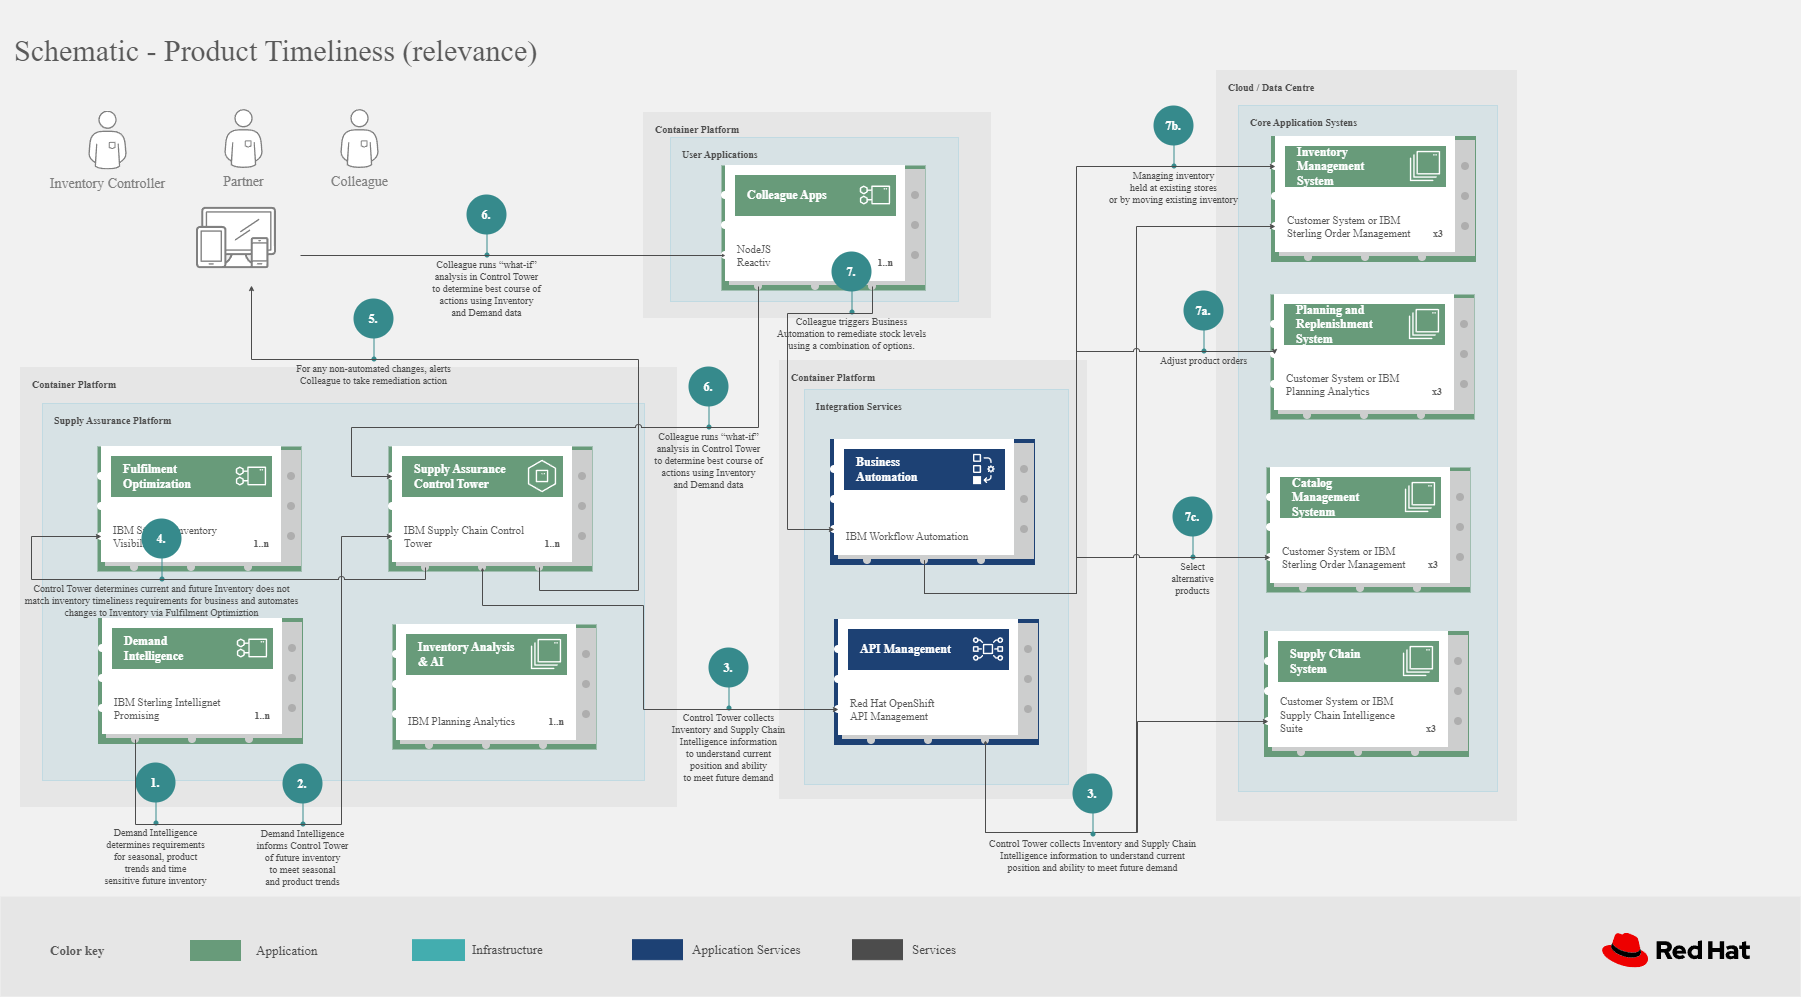 Schematic - Product Timeliness (relevance)
Inventory Controller
Partner
Colleague
6.
Colleague runs “what-if”
analysis in Control Tower
to determine best course of
actions using Inventory
and Demand data
5.
For any non-automated changes, alerts
Colleague to take remediation action
Container Platform
User Applications
Colleague Apps
NodeJS
Reactiv
1..n
7.
Colleague triggers Business
Automation to remediate stock levels
using a combination of options.
Container Platform
Supply Assurance Platform
Fulfilment
Optimization
IBM S
nventory
Visibil
1..n
4.
Control Tower determines current and future Inventory does not
match inventory timeliness requirements for business and automates
changes to Inventory via Fulfilment Optimiztion
Supply Assurance
Control Tower
IBM Supply Chain Control
Tower
1..n
Demand
Intelligence
IBM Sterling Intellignet
Promising
1..n
Inventory Analysis
& AI
IBM Planning Analytics
1..n
1.
Demand Intelligence
determines requirements
for seasonal, product
trends and time
sensitive future inventory
2.
Demand Intelligence
informs Control Tower
of future inventory
to meet seasonal
and product trends
6.
Colleague runs “what-if”
analysis in Control Tower
to determine best course of
actions using Inventory
and Demand data
3.
Control Tower collects
Inventory and Supply Chain
Intelligence information
to understand current
position and ability
to meet future demand
Container Platform
Integration Services
Business
Automation
IBM Workflow Automation
API Management
Red Hat OpenShift
API Management
3.
Control Tower collects Inventory and Supply Chain
Intelligence information to understand current
position and ability to meet future demand
7b.
Managing inventory
held at existing stores
or by moving existing inventory
7a.
Adjust product orders
7c.
Select
alternative
products
Cloud / Data Centre
Core Application Systens
Inventory
Management
System
Customer System or IBM
Sterling Order Management
x3
Planning and
Replenishment
System
Customer System or IBM
Planning Analytics
x3
Catalog
Management
Systenm
Customer System or IBM
Sterling Order Management
x3
Supply Chain
System
Customer System or IBM
Supply Chain Intelligence
Suite
x3
Color key
Application
Infrastructure
Application Services
Services
Red Hat